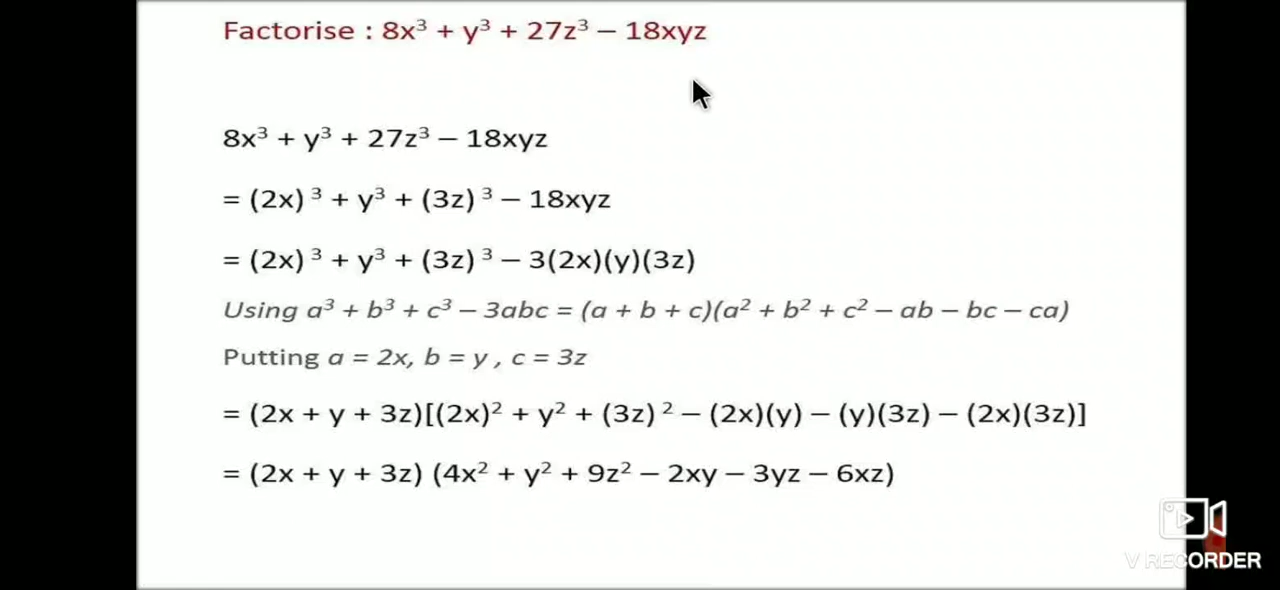 Factorise : 8x³ + y³ + 27z³ – 18xyz
8x³ + y³ + 27z³ – 18xyz
= (2x) ³ + y³ + (3z) ³ – 18xyz
= (2x) ³ + y³ + (3z) ³ – 3(2x)(y)(3z)
Using a³ + b³ + c³ – 3abc = (a + b + c)(a² + b² + c² – ab – bc – ca)
Putting a = 2x, b = y , c = 3z
= (2x + y + 3z)[(2x)² + y² + (3z) ² – (2x)(y) – (y)(3z) – (2x)(3z)]
= (2x + y + 3z) (4x² + y² + 9z² – 2xy – 3yz – 6xz)
V RECORDER